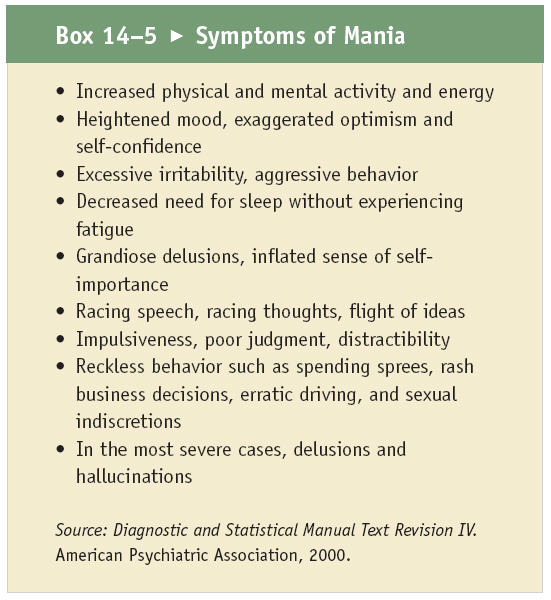 Box 14–5 ► Symptoms of Mania
• Increased physical and mental activity and energy
• Heightened mood, exaggerated optimism and
self-confidence
• Excessive irritability, aggressive behavior
• Decreased need for sleep without experiencing
fatigue
• Grandiose delusions, inflated sense of self-
importance
• Racing speech, racing thoughts, flight of ideas
• Impulsiveness, poor judgment, distractibility
• Reckless behavior such as spending sprees, rash
business decisions, erratic driving, and sexual
indiscretions
• In the most severe cases, delusions and
hallucinations
Source: Diagnostic and Statistical Manual Text Revision IV.
American Psychiatric Association, 2000.